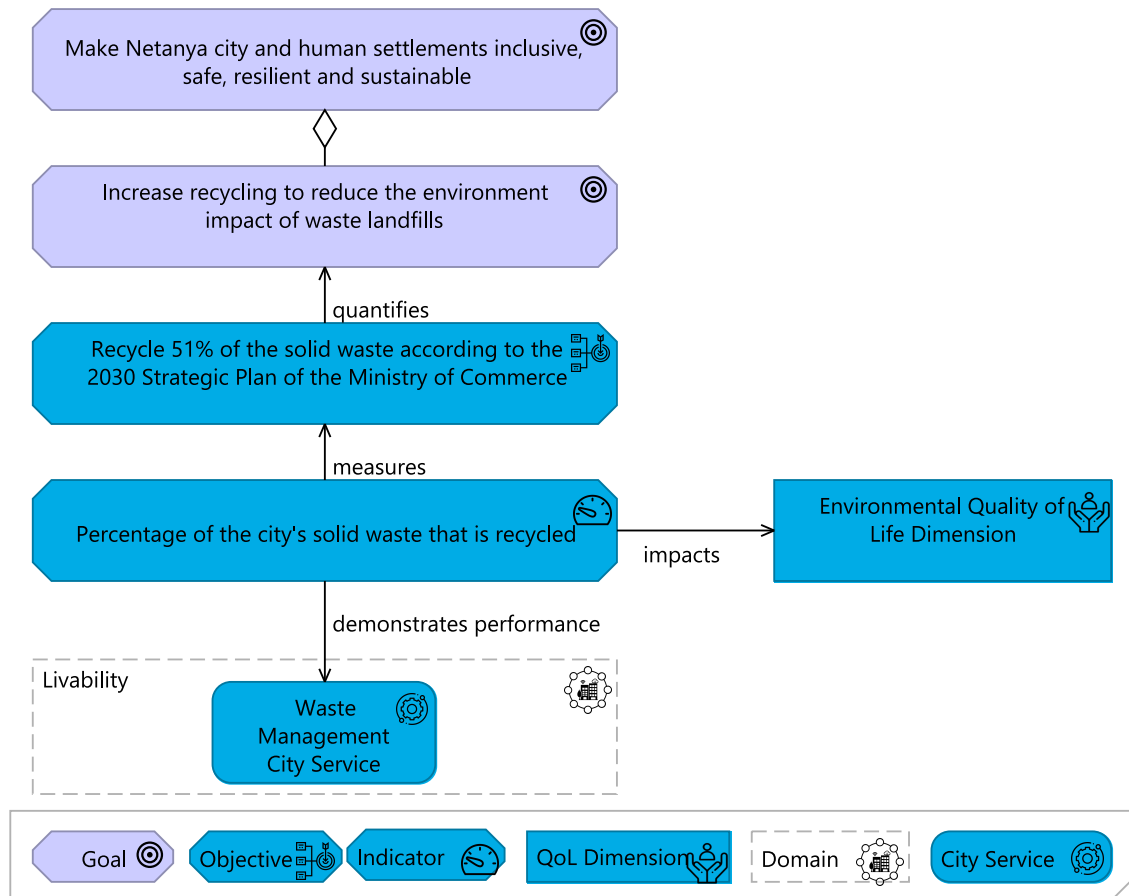 Make Netanya city and human settlements inclusive,
safe, resilient and sustainable
Increase recycling to reduce the environment
impact of waste landfills
quantifies
Recycle 51% of the solid waste according to the
2030 Strategic Plan of the Ministry of Commerce
measures
Percentage of the city's solid waste that is recycled
impacts
Environmental Quality of
Life Dimension
demonstrates performance
Livability
Waste
Management
City Service
Goal
Objective
Indicator
QoL Dimension
Domain
City Service